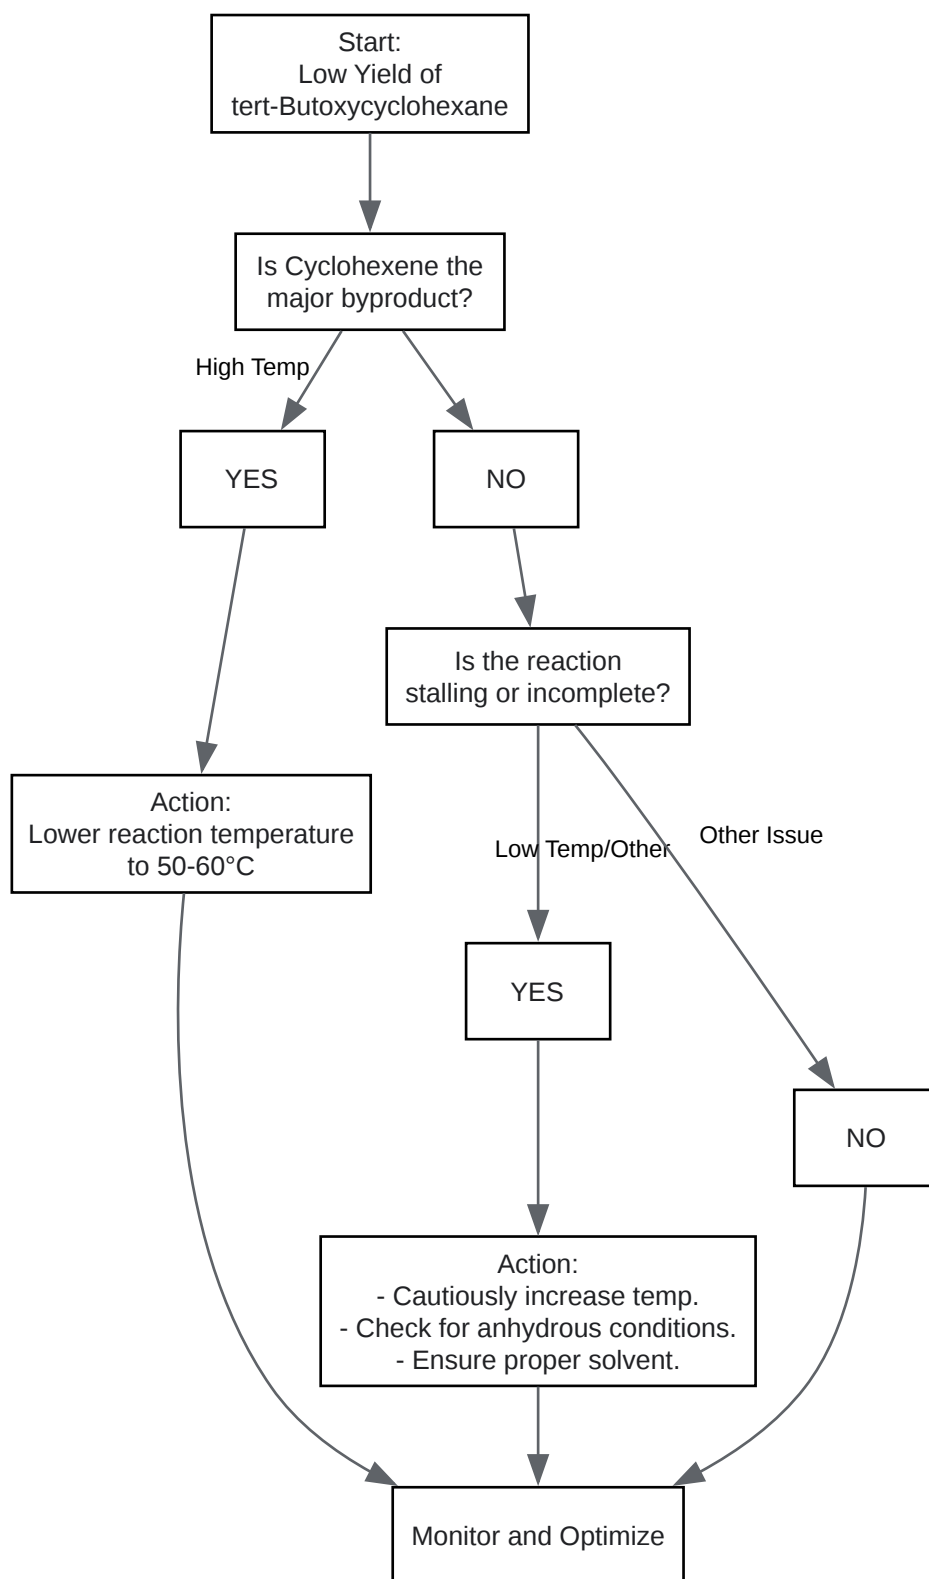 Start:
Low Yield of
tert-Butoxycyclohexane
Is Cyclohexene the
major byproduct?
High Temp
YES
NO
Is the reaction
stalling or incomplete?
Action:
Lower reaction temperature
to 50-60°C
Low Temp/Other
Other Issue
YES
NO
Action:
- Cautiously increase temp.
- Check for anhydrous conditions.
- Ensure proper solvent.
Monitor and Optimize